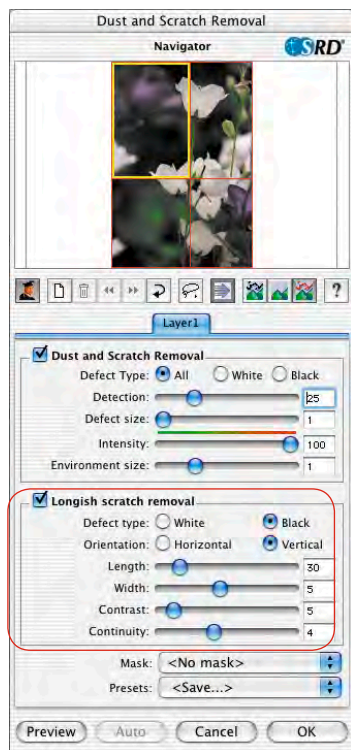 Dust and Scratch Removal
Navigator SRD
?
Layer1
Dust and Scratch Removal
Defect Type: All White Black
Detection: 25
Defect size: 1
Intensity: 100
Environment size: 1
Longish scratch removal
Defect type: White Black
Orientation: Horizontal Vertical
Length: 30
Width: 5
Contrast: 5
Continuity: 4
Mask: <No mask>
Presets: <Save...>
Preview Auto Cancel OK